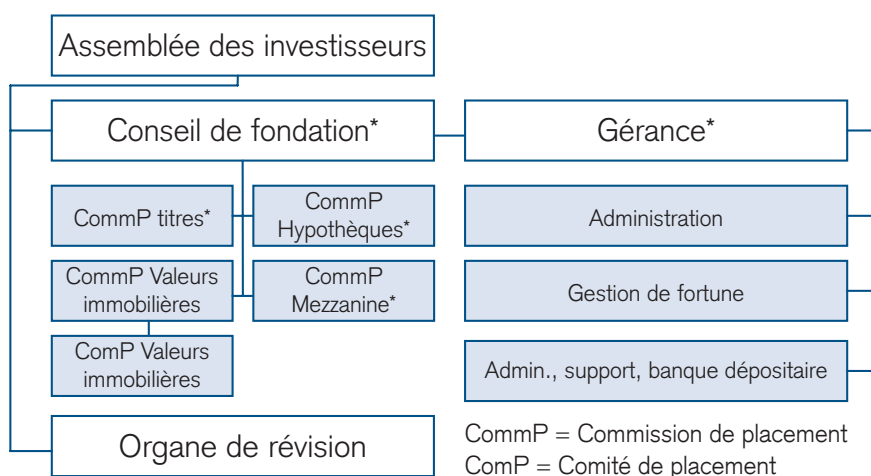 Assemblée des investisseurs
Conseil de fondation*
Gérance*
CommP titres*
CommP
Hypothèques*
Administration
CommP Valeurs
immobilières
CommP
Mezzanine*
Gestion de fortune
ComP Valeurs
immobilières
Admin., support, banque dépositaire
Organe de révision
CommP = Commission de placement
ComP = Comité de placement